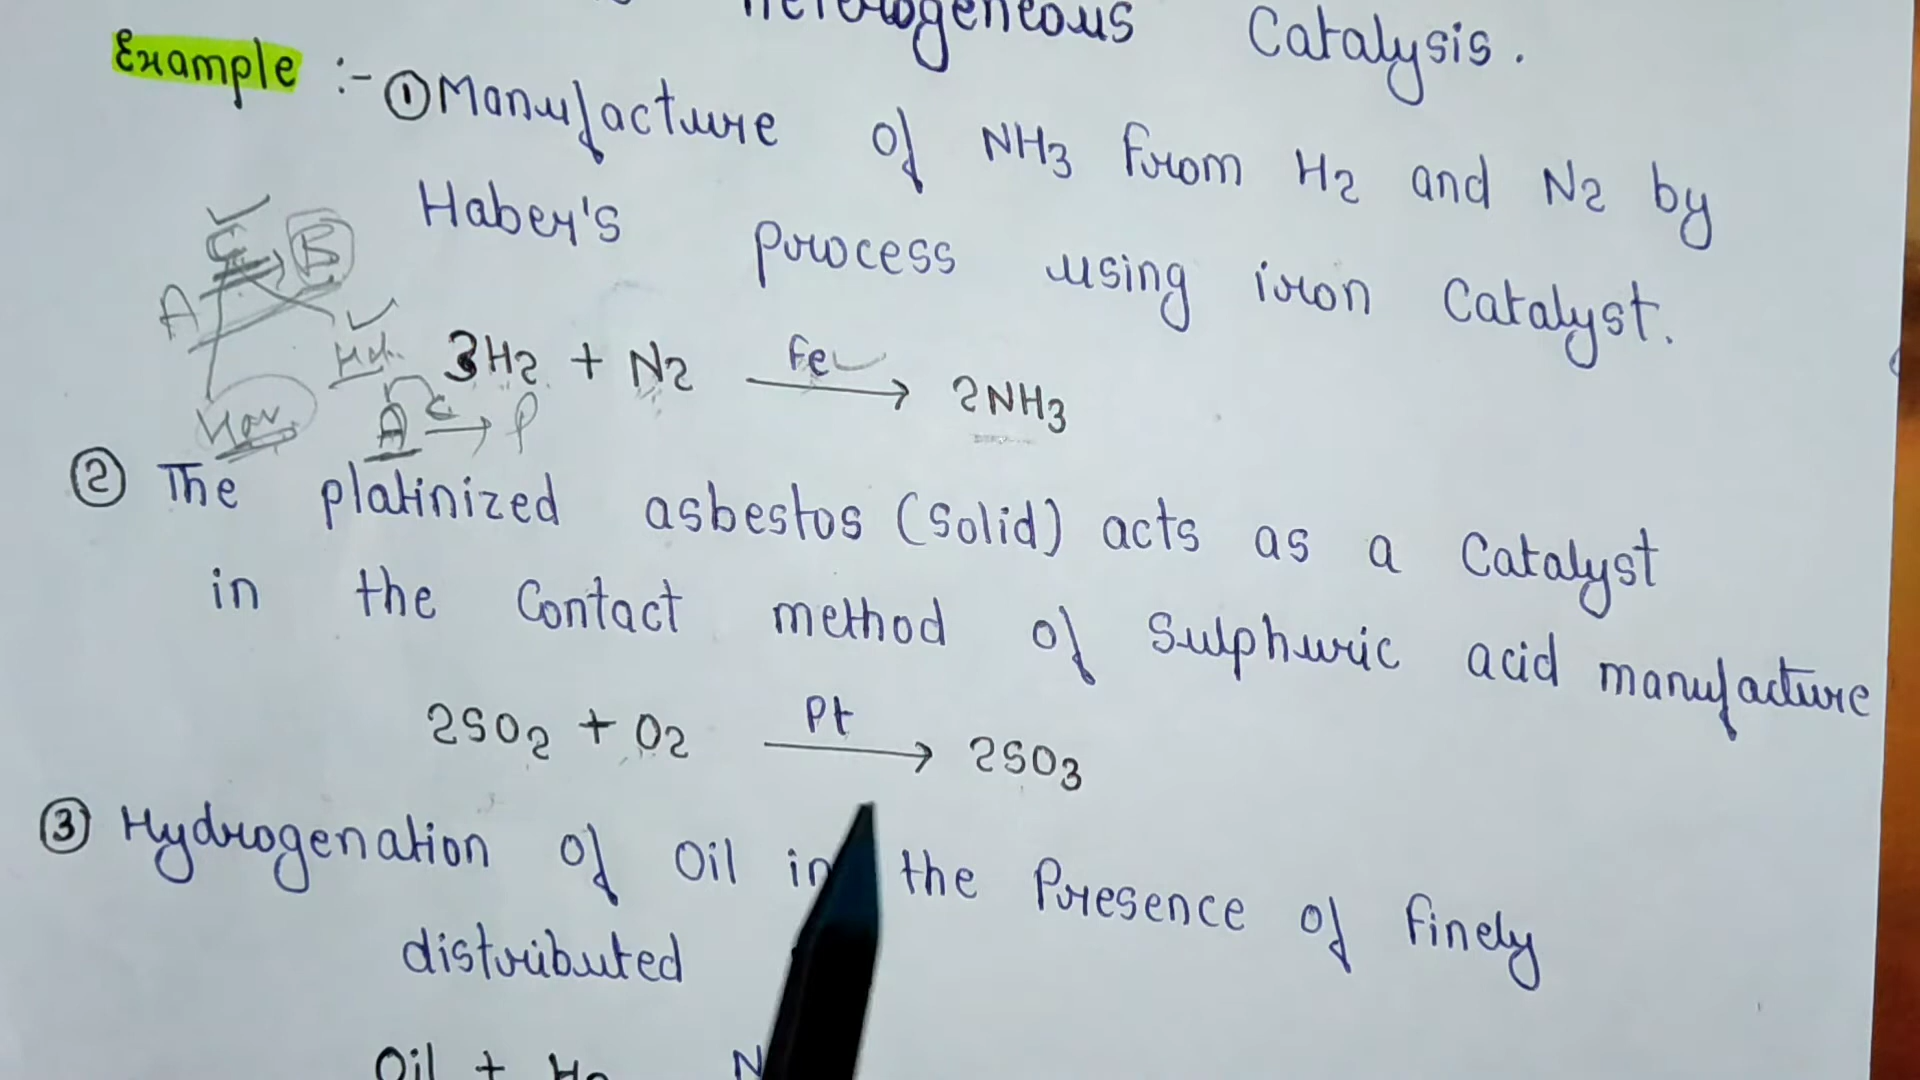 Heterogeneous Catalysis.
Example :- ① Manufacture of NH3 from H2 and N2 by
Haber's process using iron Catalyst.
C B
A
3H2 + N2 Fe → 2NH3
A C → P
② The platinized asbestos (Solid) acts as a Catalyst
in the Contact method of Sulphuric acid manufacture
2SO2 + O2 Pt → 2SO3
③ Hydrogenation of Oil in the Presence of finely
distributed
Oil +